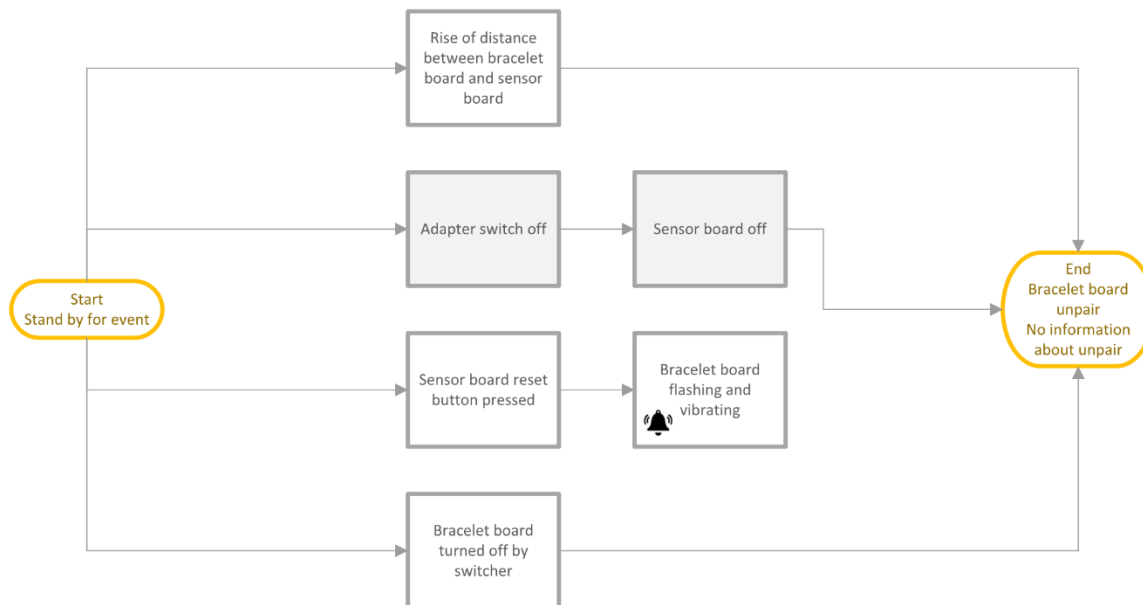 Rise of distance
between bracelet
board and sensor
board
Adapter switch off
Sensor board off
Start
Stand by for event
End
Bracelet board
unpair
No information
about unpair
Sensor board reset
button pressed
Bracelet board
flashing and
vibrating
Bracelet board
turned off by
switcher